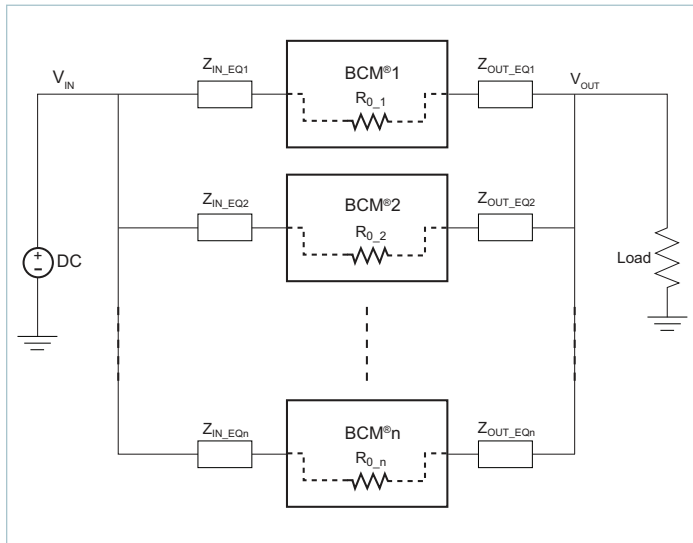 Z_IN_EQ1
BCM®1
Z_OUT_EQ1
V_IN
R_0_1
V_OUT
Z_IN_EQ2
BCM®2
Z_OUT_EQ2
R_0_2
+
-
DC
Load
Z_IN_EQn
BCM®n
Z_OUT_EQn
R_0_n